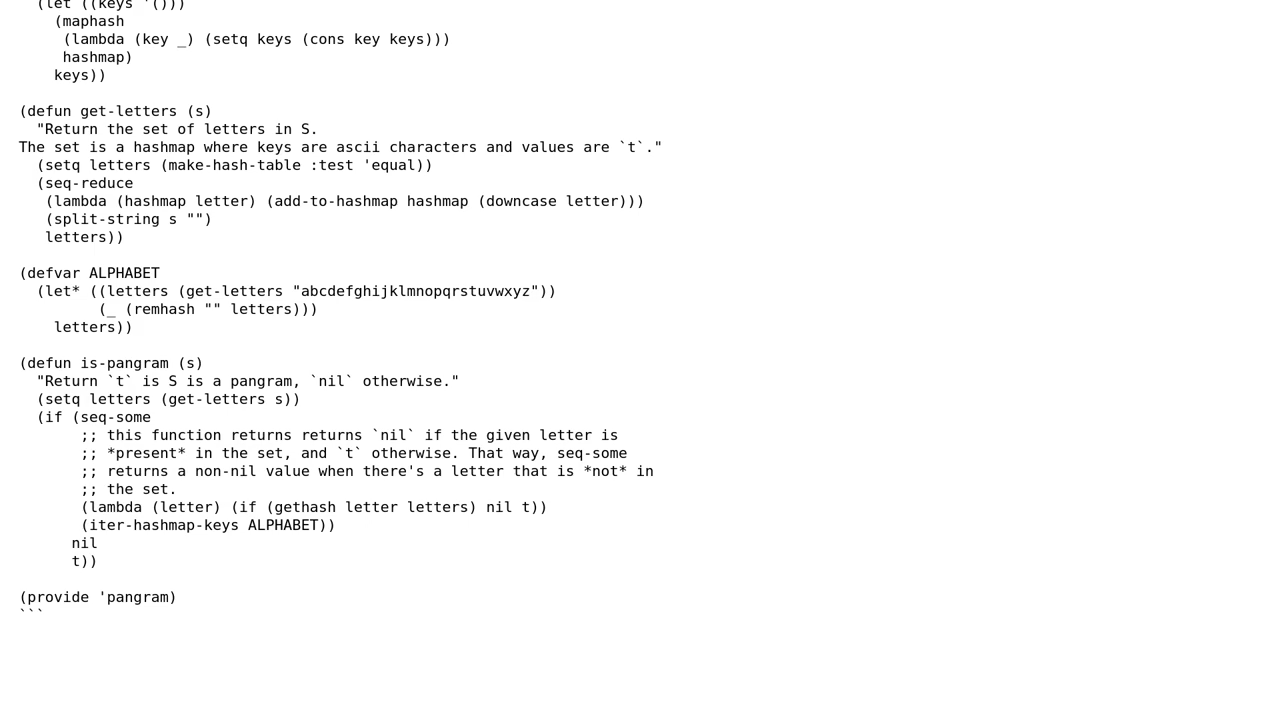 (let ((keys '()))
(maphash
(lambda (key _) (setq keys (cons key keys)))
hashmap)
keys))
(defun get-letters (s)
"Return the set of letters in S.
The set is a hashmap where keys are ascii characters and values are `t`."
(setq letters (make-hash-table :test 'equal))
(seq-reduce
(lambda (hashmap letter) (add-to-hashmap hashmap (downcase letter)))
(split-string s "")
letters))
(defvar ALPHABET
(let* ((letters (get-letters "abcdefghijklmnopqrstuvwxyz"))
(_ (remhash "" letters)))
letters))
(defun is-pangram (s)
"Return `t` is S is a pangram, `nil` otherwise."
(setq letters (get-letters s))
(if (seq-some
;; this function returns returns `nil` if the given letter is
;; *present* in the set, and `t` otherwise. That way, seq-some
;; returns a non-nil value when there's a letter that is *not* in
;; the set.
(lambda (letter) (if (gethash letter letters) nil t))
(iter-hashmap-keys ALPHABET))
nil
t))
(provide 'pangram)
```